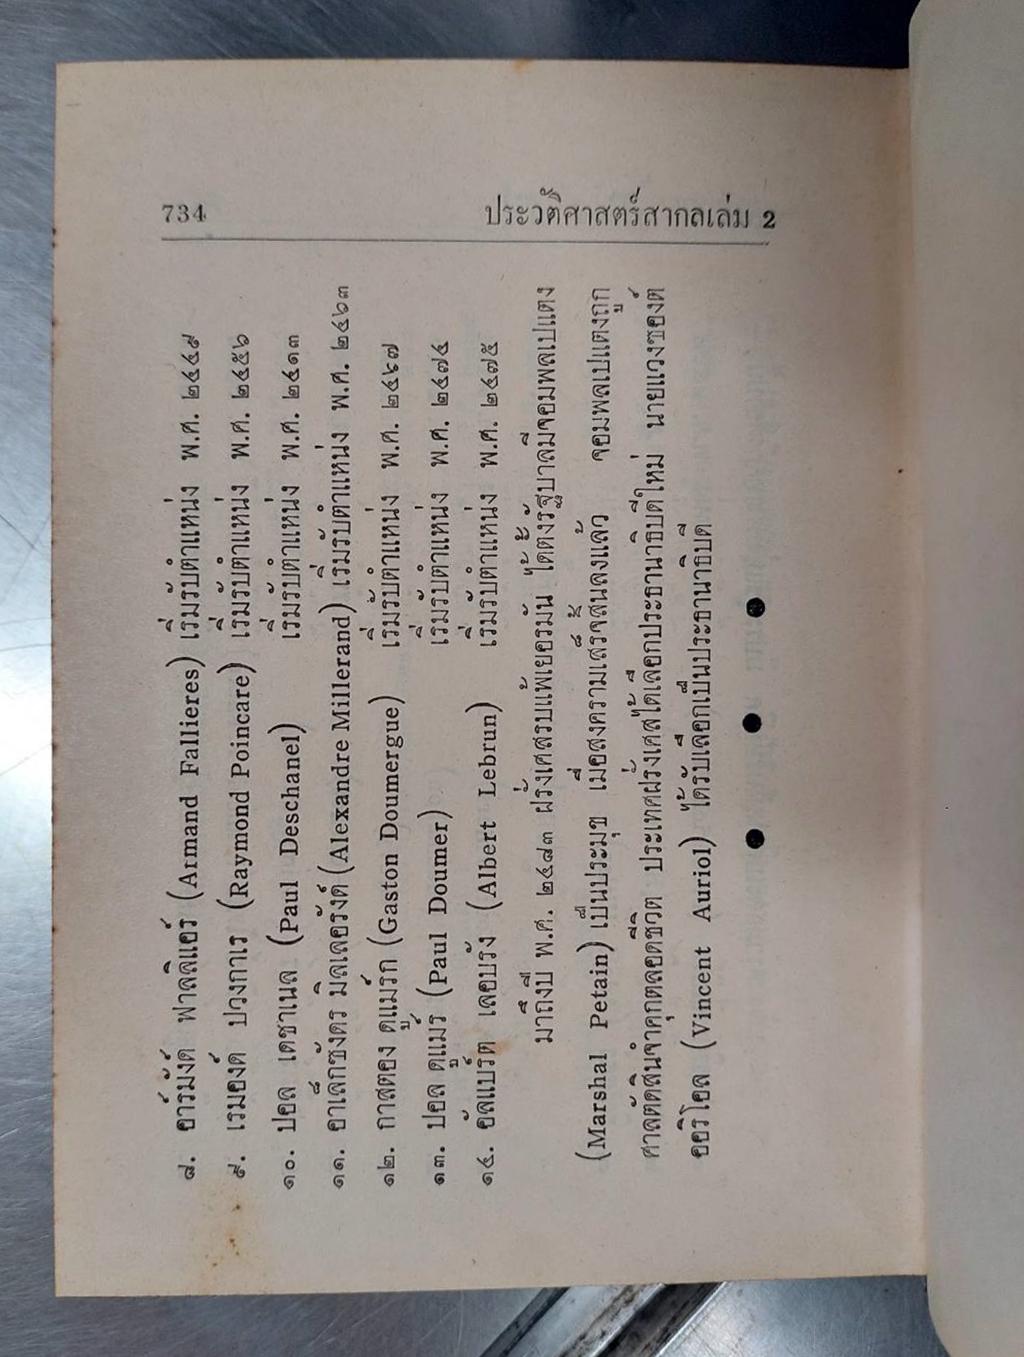 734 ประวัติศาสตร์สากลเล่ม 2
๘. อาร์มังด์ ฟาลลิแอร์ (Armand Fallieres) เริ่มรับตำแหน่ง พ.ศ. ๒๔๔๙
๙. เรมองด์ ปวงกาเร (Raymond Poincare) เริ่มรับตำแหน่ง พ.ศ. ๒๔๕๖
๑๐. ปอล เดชาเนล (Paul Deschanel) เริ่มรับตำแหน่ง พ.ศ. ๒๔๑๓
๑๑. อาเล็กซังดร มิลเลอรังด์ (Alexandre Millerand) เริ่มรับตำแหน่ง พ.ศ. ๒๔๖๓
๑๒. กาสตอง ดูแมร์ก (Gaston Doumergue) เริ่มรับตำแหน่ง พ.ศ. ๒๔๖๗
๑๓. ปอล ดูแมร์ (Paul Doumer) เริ่มรับตำแหน่ง พ.ศ. ๒๔๗๔
๑๔. อัลแบร์ต เลอบรัง (Albert Lebrun) เริ่มรับตำแหน่ง พ.ศ. ๒๔๗๕
มาถึงปี พ.ศ. ๒๔๘๓ ฝรั่งเศสรบแพ้เยอรมัน ได้ตั้งรัฐบาลมีจอมพลเปแตง
(Marshal Petain) เป็นประมุข เมื่อสงครามเสร็จสิ้นลงแล้ว จอมพลเปแตงถูก
ศาลตัดสินจำคุกตลอดชีวิต ประเทศฝรั่งเศสได้เลือกประธานาธิบดีใหม่ นายแวงซองต์
ออริโอล (Vincent Auriol) ได้รับเลือกเป็นประธานาธิบดี